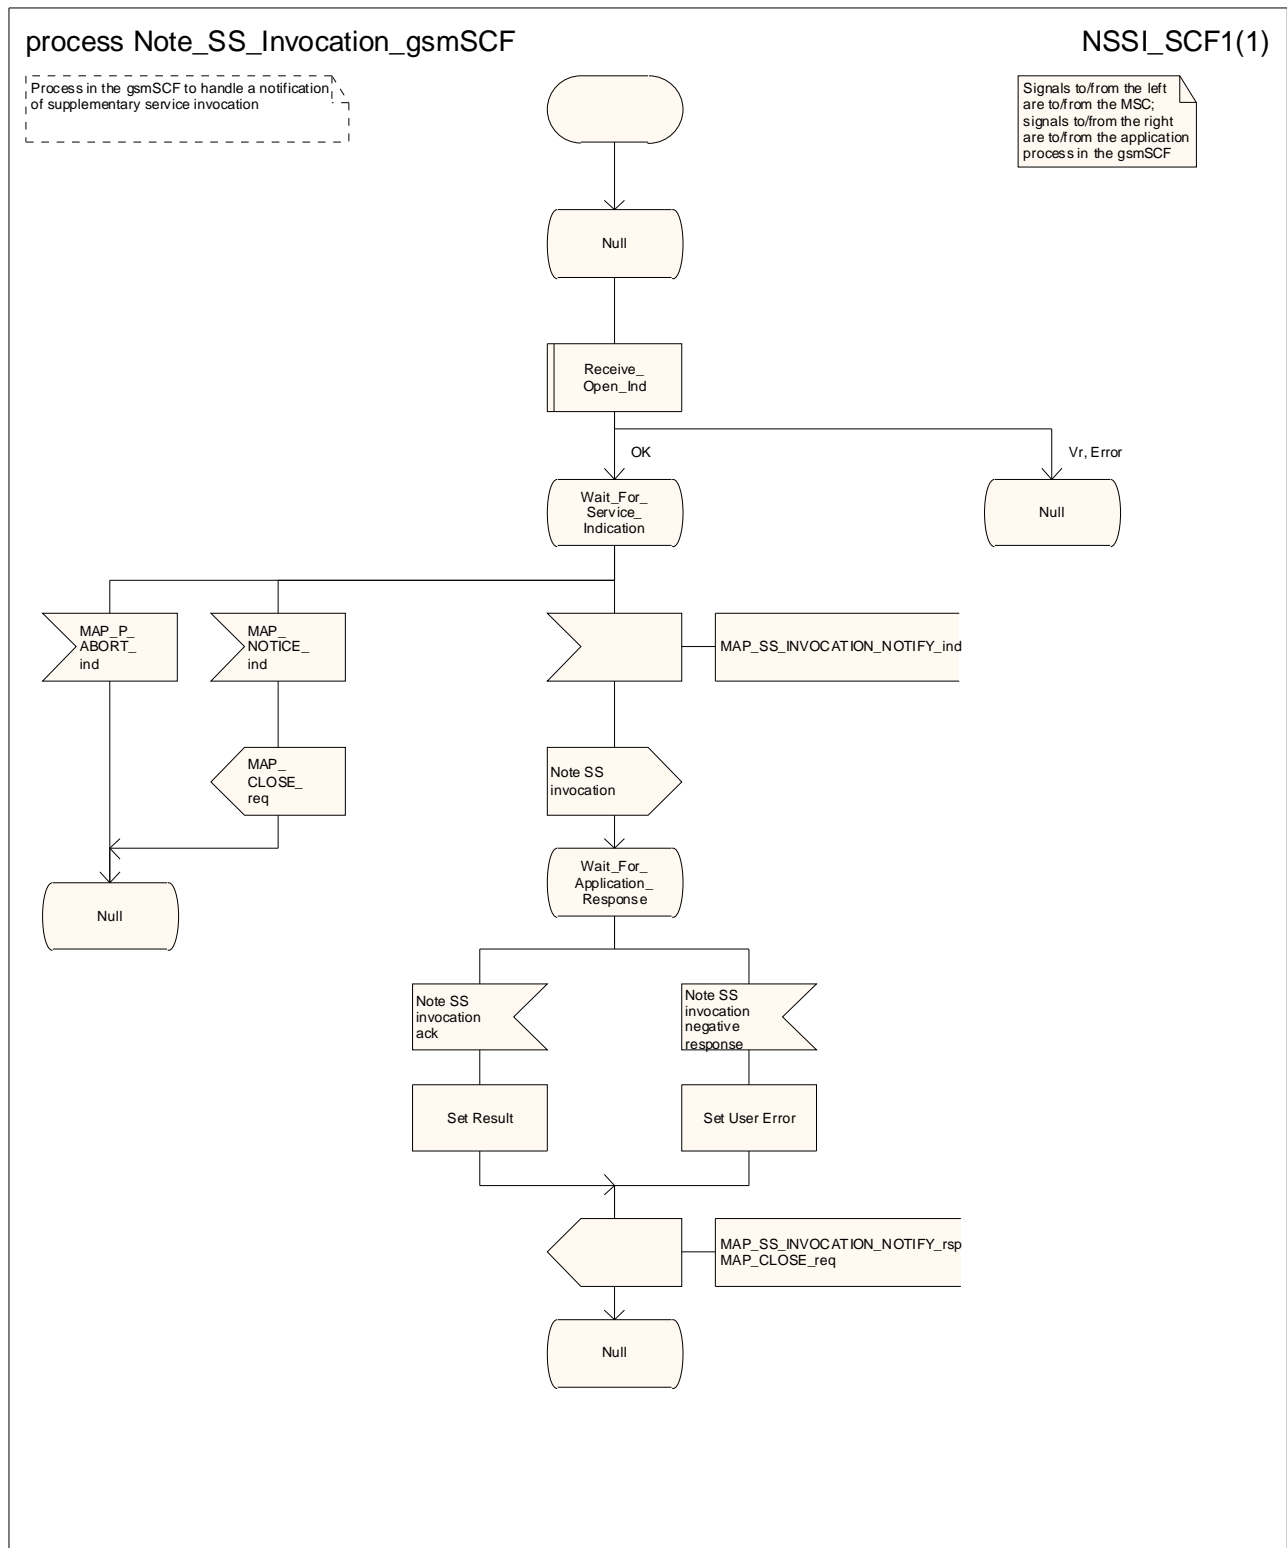 process Note_SS_Invocation_gsmSCF
NSSI_SCF1(1)
Process in the gsmSCF to handle a notification
of supplementary service invocation
Signals to/from the left
are to/from the MSC;
signals to/from the right
are to/from the application
process in the gsmSCF
Null
Receive_
Open_Ind
OK
Vr, Error
Wait_For_
Service_
Indication
Null
MAP_P_
ABORT_
ind
MAP_
NOTICE_
ind
MAP_SS_INVOCATION_NOTIFY_ind
MAP_
CLOSE_
req
Note SS
invocation
Wait_For_
Application_
Response
Null
Note SS
invocation
ack
Note SS
invocation
negative
response
Set Result
Set User Error
MAP_SS_INVOCATION_NOTIFY_rsp
MAP_CLOSE_req
Null